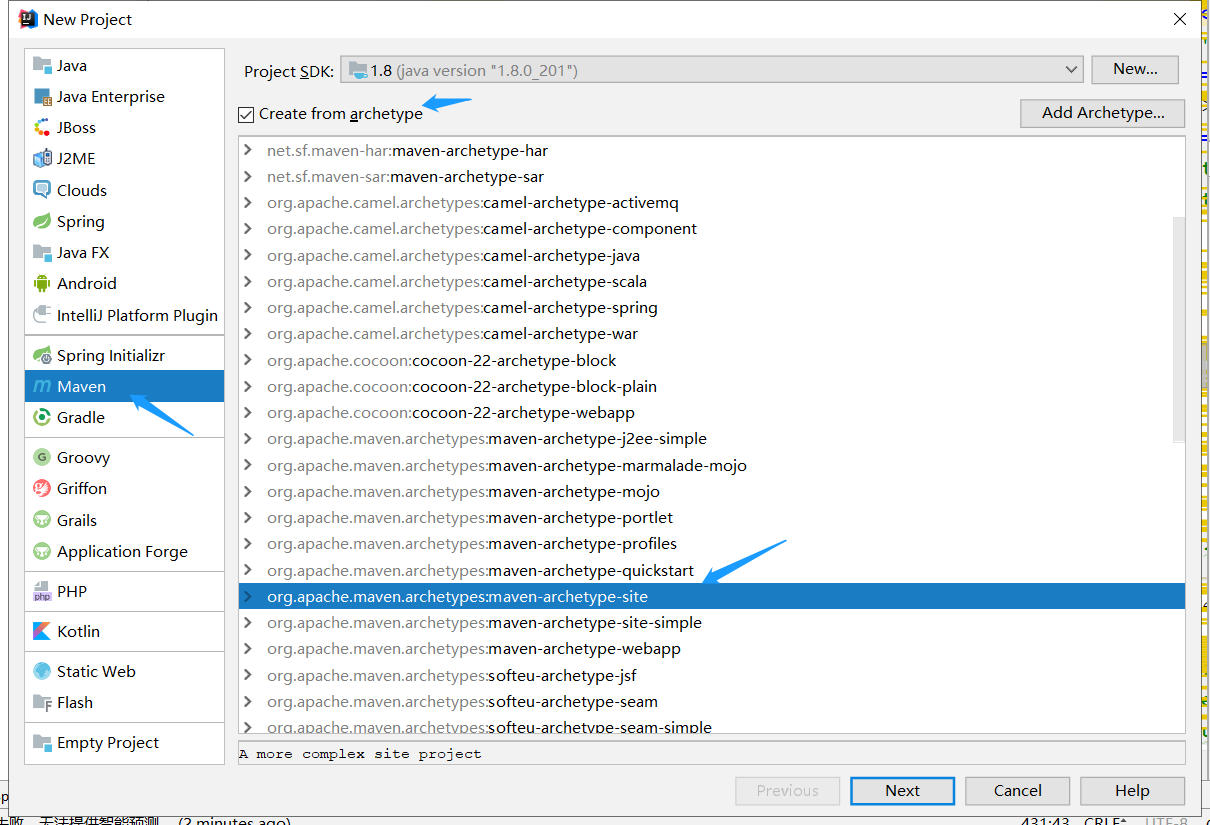 New Project
Java
Java Enterprise
JBoss
J2ME
Clouds
Spring
Java FX
Android
IntelliJ Platform Plugin
Spring Initializr
Maven
Gradle
Groovy
Griffon
Grails
Application Forge
PHP
Kotlin
Static Web
Flash
Empty Project
Project SDK: 1.8 (java version "1.8.0_201") New...
Create from archetype Add Archetype...
net.sf.maven-har:maven-archetype-har
net.sf.maven-sar:maven-archetype-sar
org.apache.camel.archetypes:camel-archetype-activemq
org.apache.camel.archetypes:camel-archetype-component
org.apache.camel.archetypes:camel-archetype-java
org.apache.camel.archetypes:camel-archetype-scala
org.apache.camel.archetypes:camel-archetype-spring
org.apache.camel.archetypes:camel-archetype-war
org.apache.cocoon:cocoon-22-archetype-block
org.apache.cocoon:cocoon-22-archetype-block-plain
org.apache.cocoon:cocoon-22-archetype-webapp
org.apache.maven.archetypes:maven-archetype-j2ee-simple
org.apache.maven.archetypes:maven-archetype-marmalade-mojo
org.apache.maven.archetypes:maven-archetype-mojo
org.apache.maven.archetypes:maven-archetype-portlet
org.apache.maven.archetypes:maven-archetype-profiles
org.apache.maven.archetypes:maven-archetype-quickstart
org.apache.maven.archetypes:maven-archetype-site
org.apache.maven.archetypes:maven-archetype-site-simple
org.apache.maven.archetypes:maven-archetype-webapp
org.apache.maven.archetypes:softeu-archetype-jsf
org.apache.maven.archetypes:softeu-archetype-seam
org.apache.maven.archetypes:softeu-archetype-seam-simple
A more complex site project
Previous Next Cancel Help
无法提供智能预测 (2 minutes ago) 431:43 CRLF UTF-8